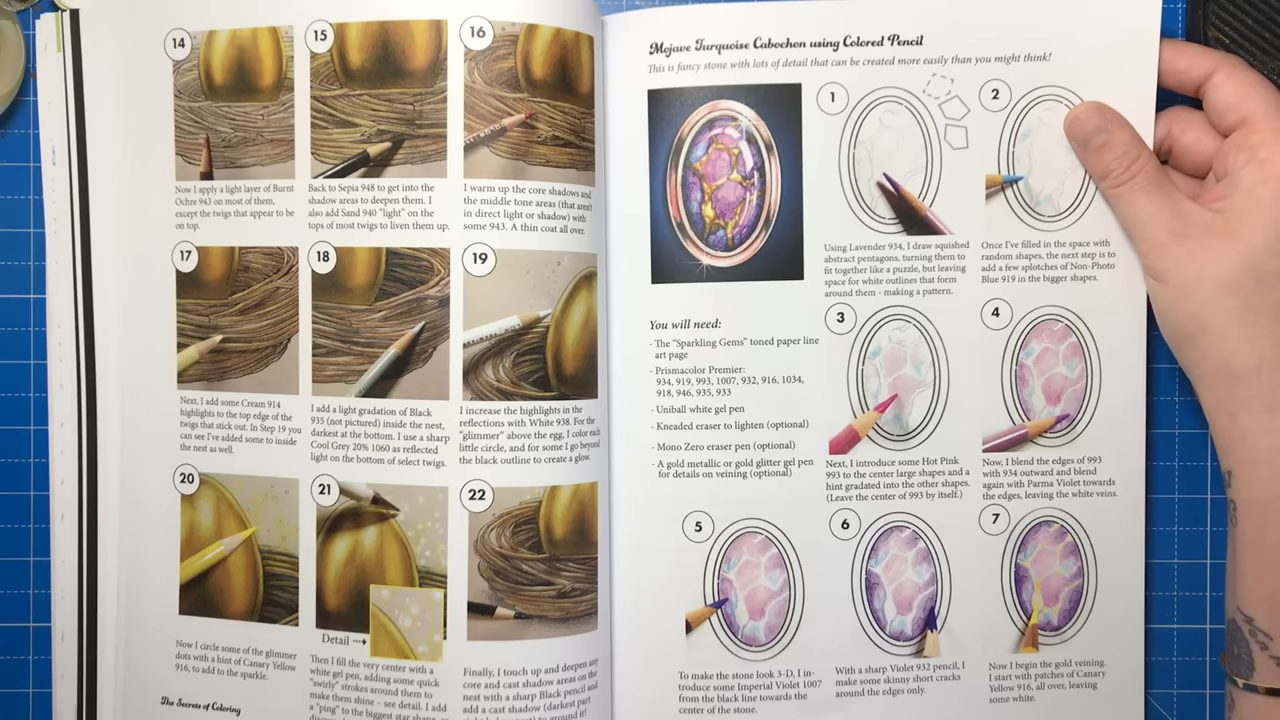 14
Now I apply a light layer of Burnt
Ochre 943 on most of them,
except the twigs that appear to be
on top.
15
Back to Sepia 948 to get into the
shadow areas to deepen them. I
also add Sand 940 "light" on the
tops of most twigs to liven them up.
16
I warm up the core shadows and
the middle tone areas (that aren't
in direct light or shadow) with
some 943. A thin coat all over.
17
Next, I add some Cream 914
highlights to the top edge of the
twigs that stick out. In Step 19 you
can see I've added some to inside
the nest as well.
18
I add a light gradation of Black
935 (not pictured) inside the nest,
darkest at the bottom. I use a sharp
Cool Grey 20% 1060 as reflected
light on the bottom of select twigs.
19
I increase the highlights in the
reflections with White 938. For the
"glimmer" above the egg, I color each
little circle, and for some I go beyond
the black outline to create a glow.
20
Now I circle some of the glimmer
dots with a hint of Canary Yellow
916, to add to the sparkle.
21
Detail
Then I fill the very center with a
white gel pen, adding some quick
"swirly" strokes around them to
make them shine - see detail. I add
a "ping" to the biggest star
22
Finally, I touch up and deepen any
core and cast shadow areas on the
nest with a sharp Black pencil and
add a cast shadow (darkest part
to ground it!
The Secrets of Coloring
Mojave Turquoise Cabochon using Colored Pencil
This is fancy stone with lots of detail that can be created more easily than you might think!
You will need:
- The "Sparkling Gems" toned paper line
art page
- Prismacolor Premier:
934, 919, 993, 1007, 932, 916, 1034,
918, 946, 935, 933
- Uniball white gel pen
- Kneaded eraser to lighten (optional)
- Mono Zero eraser pen (optional)
- A gold metallic or gold glitter gel pen
for details on veining (optional)
1
Using Lavender 934, I draw squished
abstract pentagons, turning them to
fit together like a puzzle, but leaving
space for white outlines that form
around them - making a pattern.
2
Once I've filled in the space with
random shapes, the next step is to
add a few splotches of Non-Photo
Blue 919 in the bigger shapes.
3
Next, I introduce some Hot Pink
993 to the center large shapes and a
hint gradated into the other shapes.
(Leave the center of 993 by itself.)
4
Now, I blend the edges of 993
with 934 outward and blend
again with Parma Violet towards
the edges, leaving the white veins.
5
To make the stone look 3-D, I in-
troduce some Imperial Violet 1007
from the black line towards the
center of the stone.
6
With a sharp Violet 932 pencil, I
make some skinny short cracks
around the edges only.
7
Now I begin the gold veining.
I start with patches of Canary
Yellow 916, all over, leaving
some white.